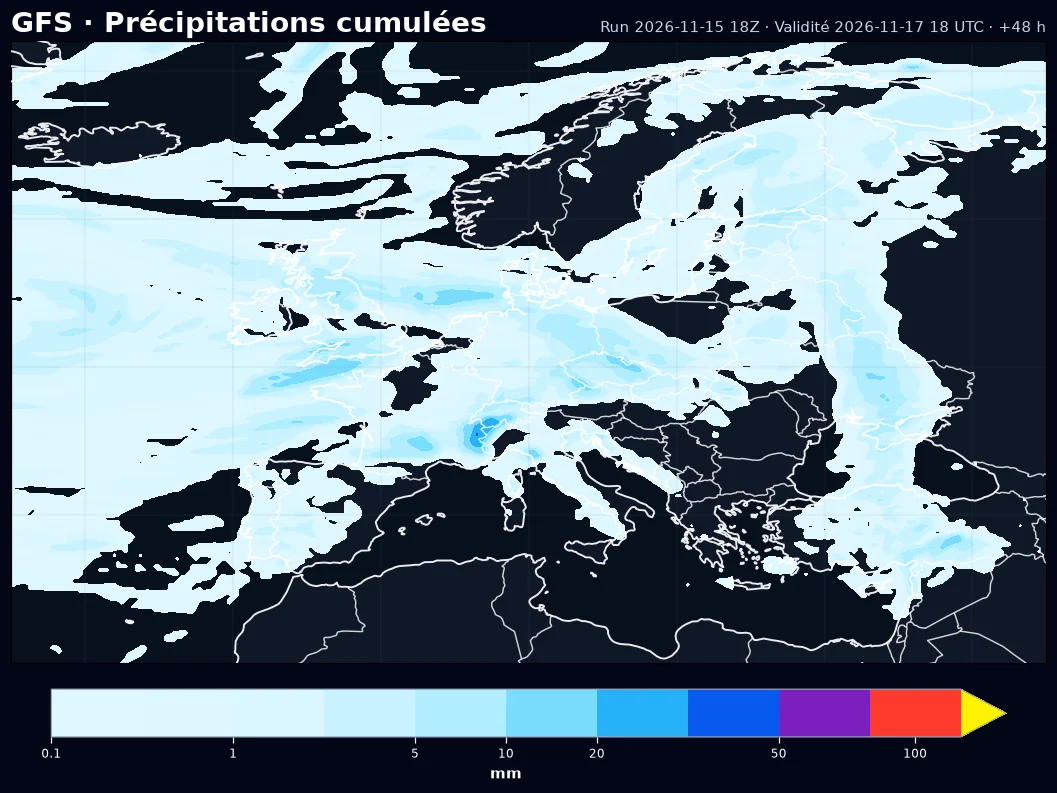 GFS · Précipitations cumulées
Run 2026-11-15 18Z · Validité 2026-11-17 18 UTC · +48 h
0.1 1 5 10 20 50 100
mm